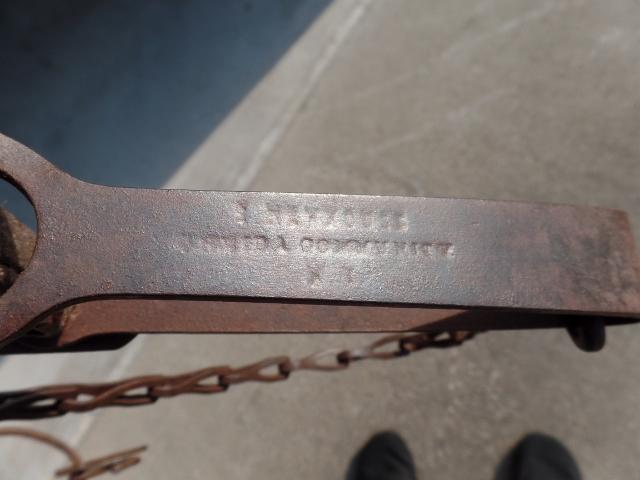 S NEWHOUSE
ONEIDA COMMUNITY.
N Y